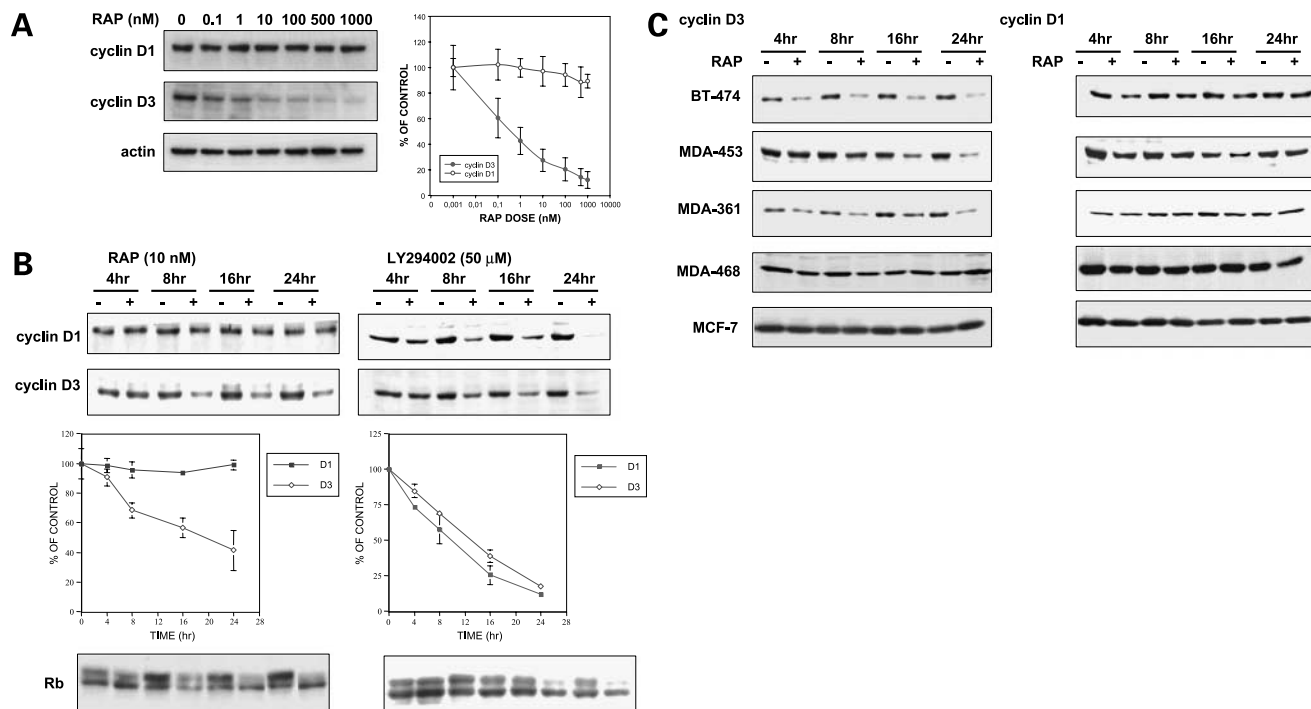 A
RAP (nM) 0 0.1 1 10 100 500 1000
cyclin D1
cyclin D3
actin
140
120
100
80
60
40
20
0
% OF CONTROL
cyclin D3
cyclin D1
0 0,001 0,1 1 10 100 1000 10000
RAP DOSE (nM)
B
RAP (10 nM)
4hr 8hr 16hr 24hr
- + - + - + - +
LY294002 (50 μM)
4hr 8hr 16hr 24hr
- + - + - + - +
cyclin D1
cyclin D3
120
100
80
60
40
20
0
% OF CONTROL
D1
D3
0 4 8 12 16 20 24 28
TIME (hr)
125
100
75
50
25
0
% OF CONTROL
D1
D3
0 4 8 12 16 20 24 28
TIME (hr)
Rb
C
cyclin D3
4hr 8hr 16hr 24hr
RAP - + - + - + - +
cyclin D1
4hr 8hr 16hr 24hr
RAP - + - + - + - +
BT-474
MDA-453
MDA-361
MDA-468
MCF-7